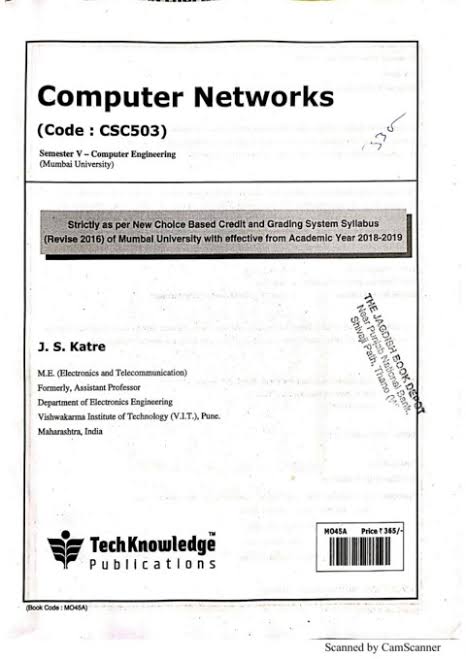 Computer Networks
(Code : CSC503)
330
Semester V – Computer Engineering
(Mumbai University)
Strictly as per New Choice Based Credit and Grading System Syllabus
(Revise 2016) of Mumbai University with effective from Academic Year 2018-2019
THE JAGDISH BOOK DEPOT
Near Punjab National Bank,
Shivaji Path, Thane
J. S. Katre
M.E. (Electronics and Telecommunication)
Formerly, Assistant Professor
Department of Electronics Engineering
Vishwakarma Institute of Technology (V.I.T.), Pune.
Maharashtra, India
TechKnowledge™
Publications
MO45A Price ₹ 365/-
(Book Code : MO45A)
Scanned by CamScanner